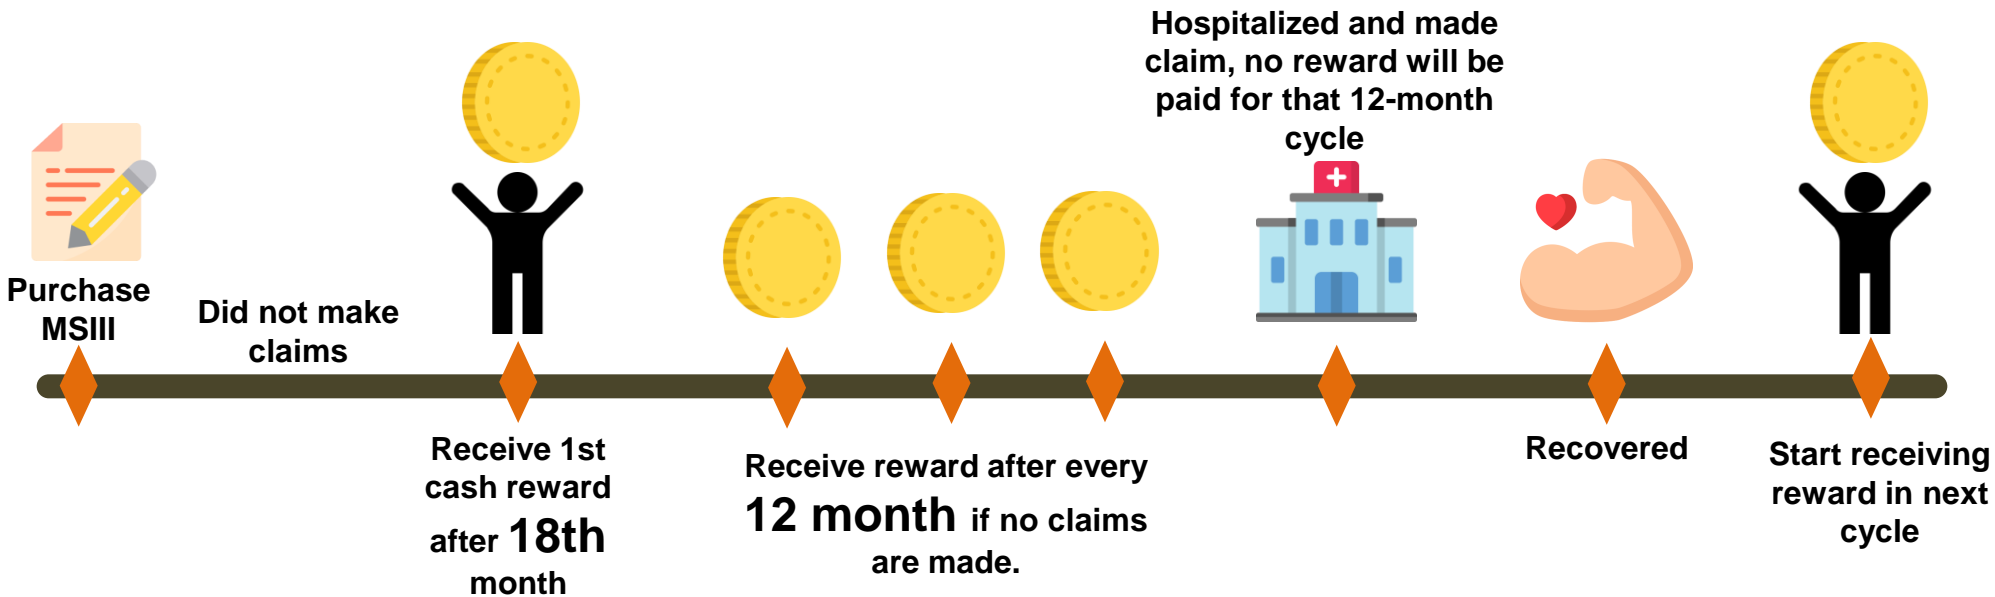 Purchase
MSIII
Did not make
claims
Receive 1st
cash reward
after 18th
month
Receive reward after every
12 month if no claims
are made.
Hospitalized and made
claim, no reward will be
paid for that 12-month
cycle
Recovered
Start receiving
reward in next
cycle